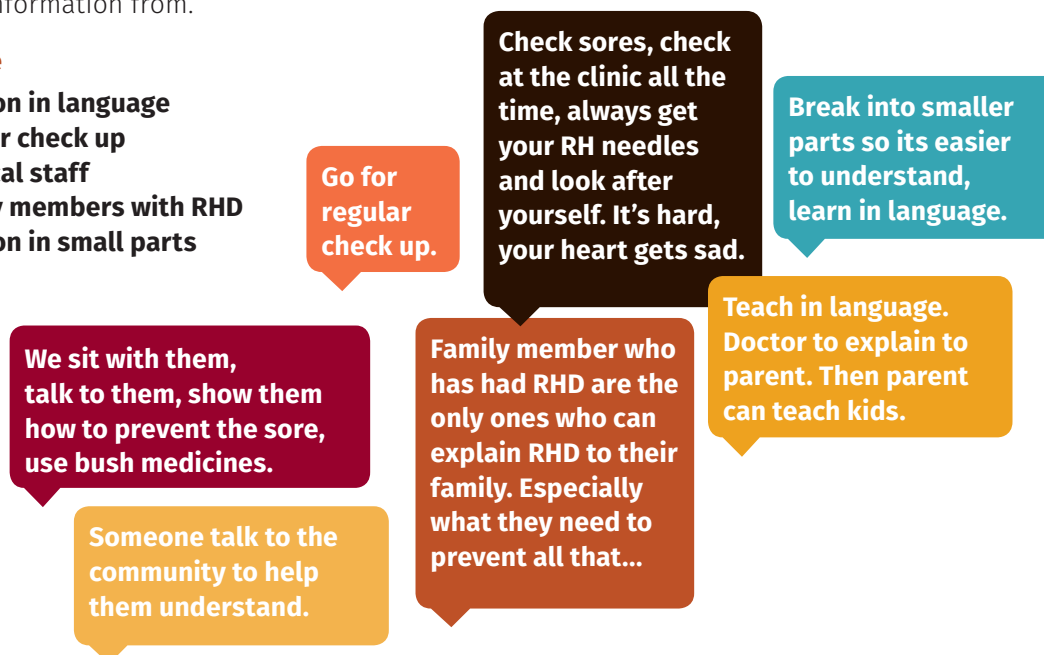 nformation from.
on in language
r check up
al staff
y members with RHD
on in small parts
Go for
regular
check up.
Check sores, check
at the clinic all the
time, always get
your RH needles
and look after
yourself. It’s hard,
your heart gets sad.
Break into smaller
parts so its easier
to understand,
learn in language.
We sit with them,
talk to them, show them
how to prevent the sore,
use bush medicines.
Family member who
has had RHD are the
only ones who can
explain RHD to their
family. Especially
what they need to
prevent all that...
Teach in language.
Doctor to explain to
parent. Then parent
can teach kids.
Someone talk to the
community to help
them understand.